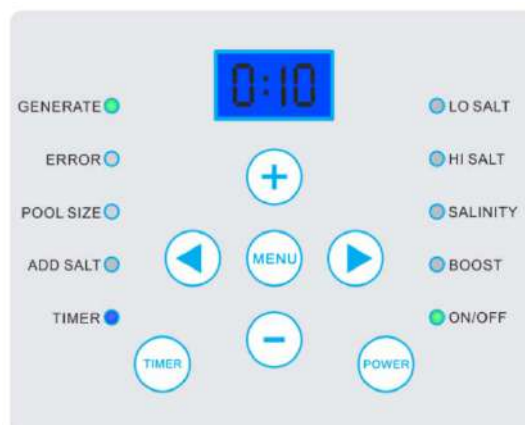 0:10
GENERATE
LO SALT
ERROR
HI SALT
+
POOL SIZE
SALINITY
ADD SALT
MENU
BOOST
TIMER
ON/OFF
−
TIMER
POWER